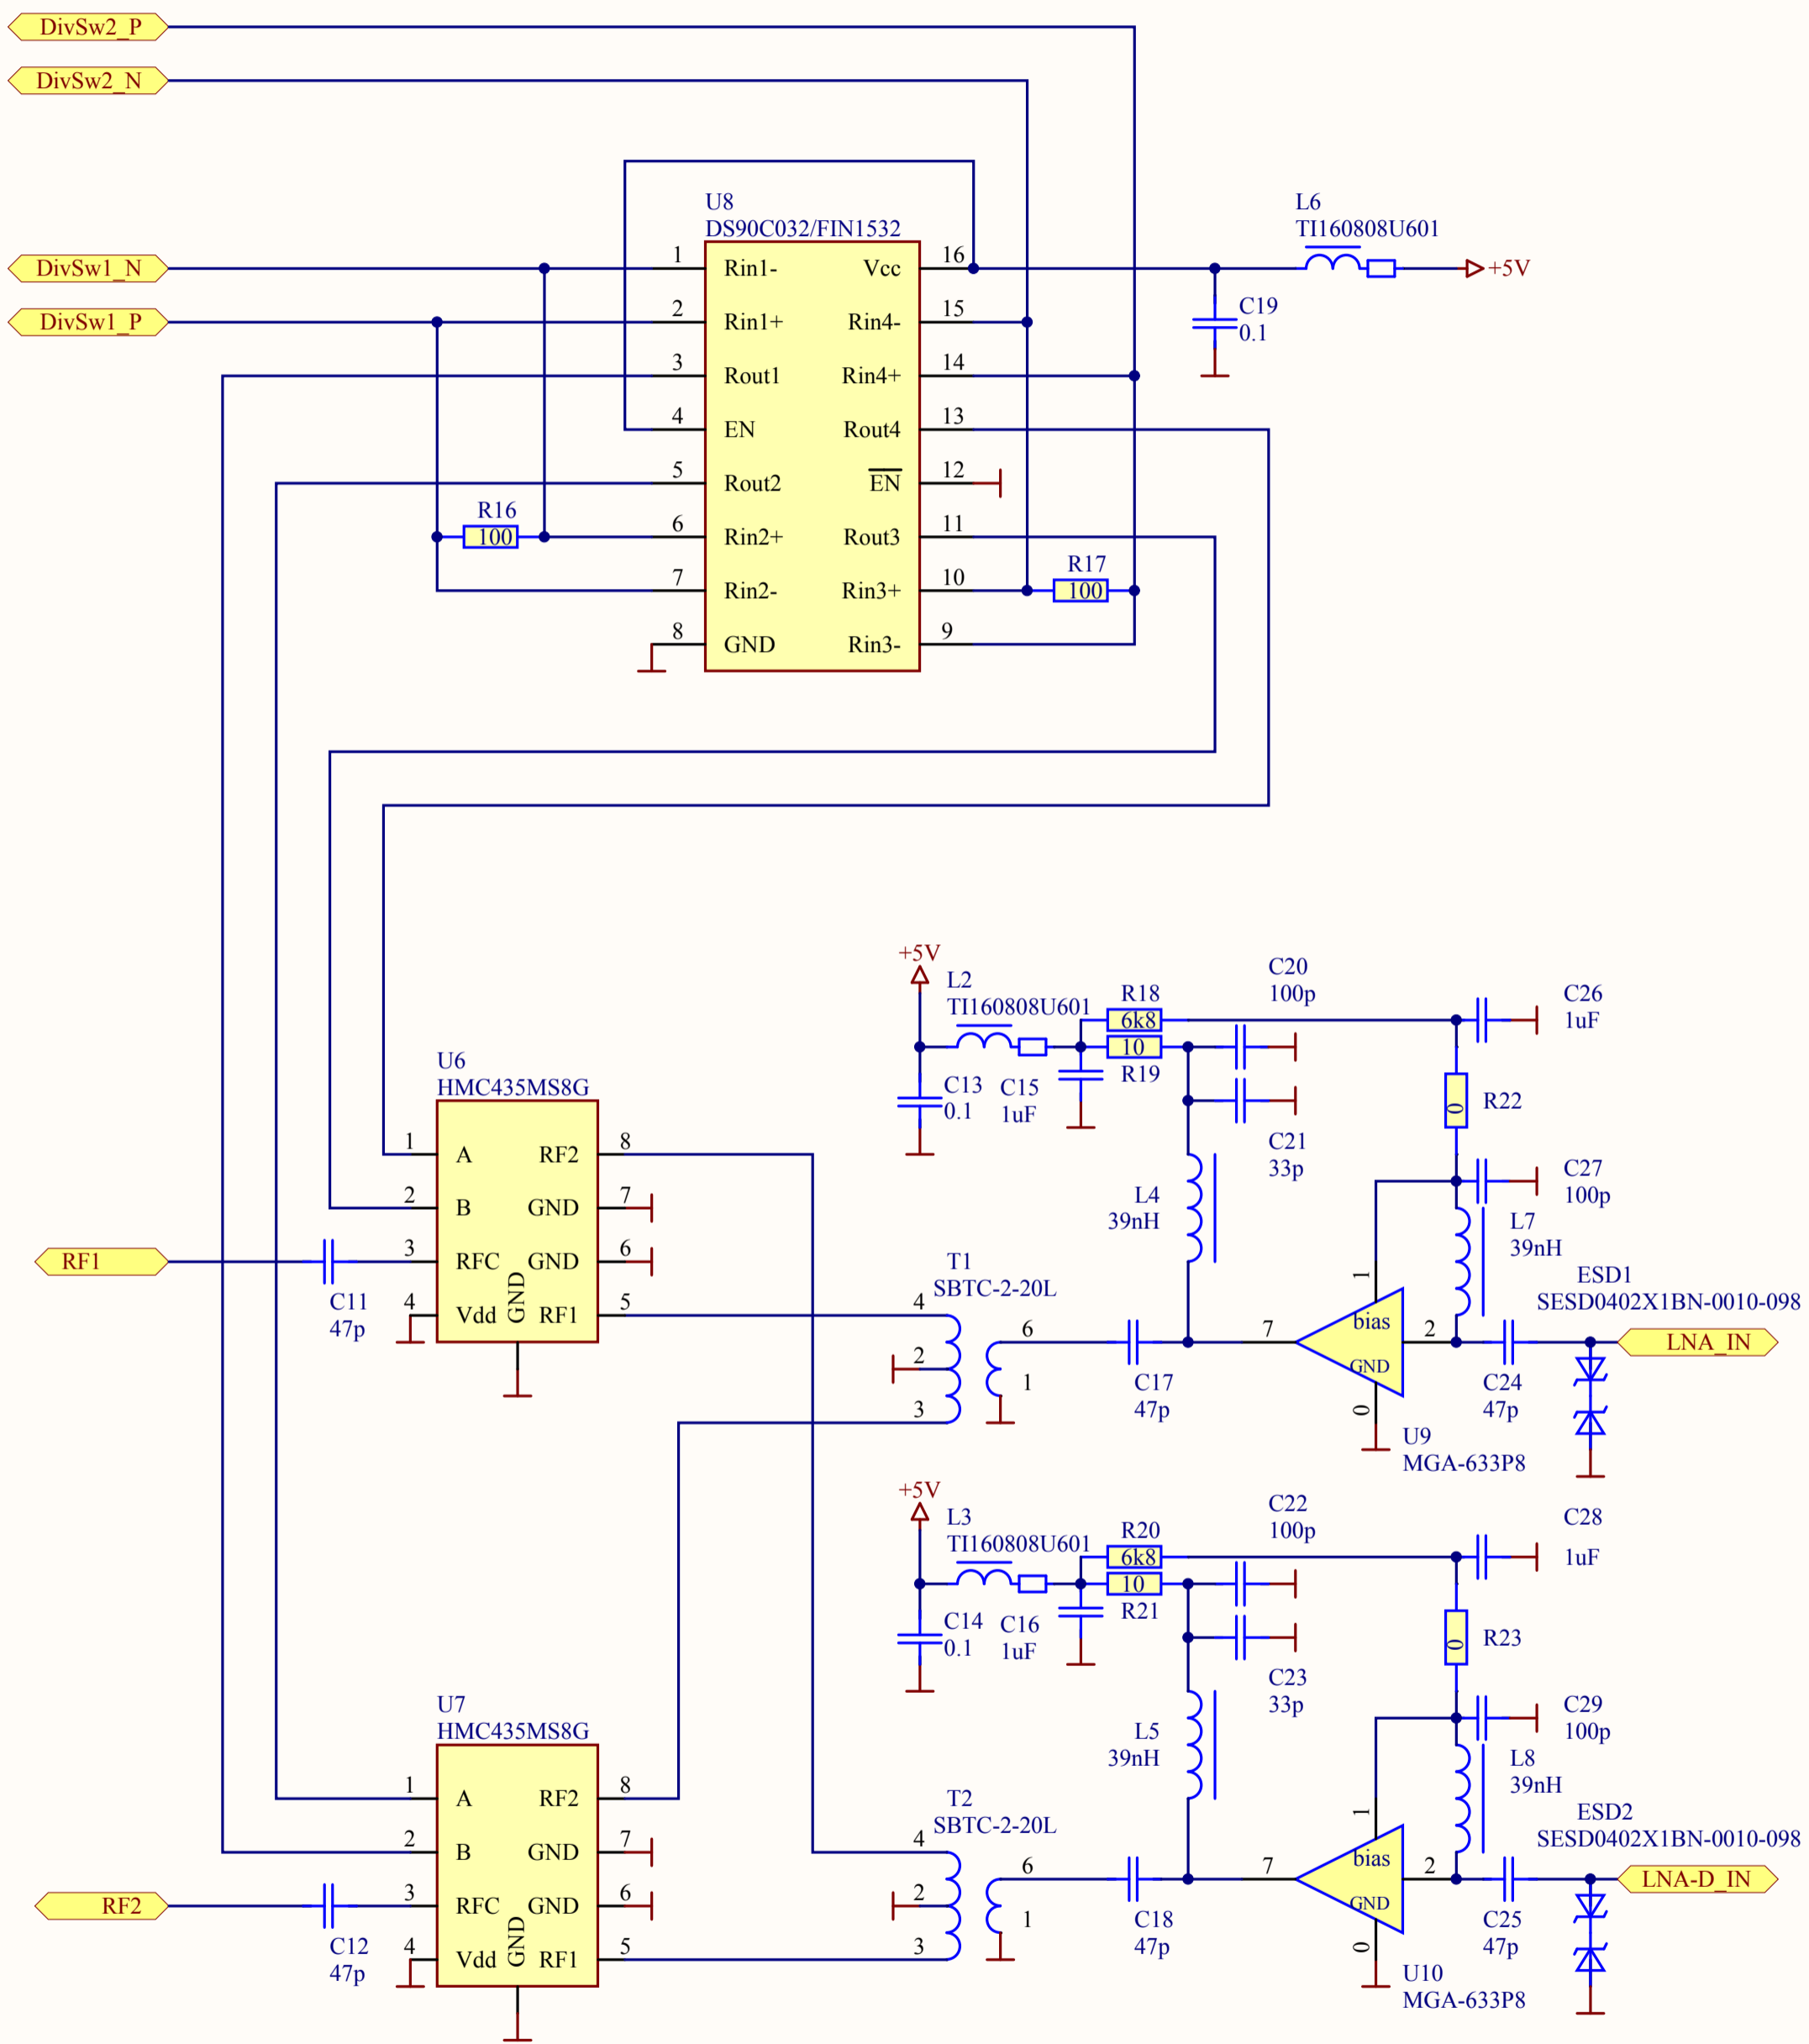 DivSw2_P
DivSw2_N
DivSw1_N
DivSw1_P
U8
DS90C032/FIN1532
1 Rin1- Vcc 16
2 Rin1+ Rin4- 15
3 Rout1 Rin4+ 14
4 EN Rout4 13
5 Rout2 EN 12
6 Rin2+ Rout3 11
7 Rin2- Rin3+ 10
8 GND Rin3- 9
L6
TI160808U601
+5V
C19
0.1
R16
100
R17
100
U6
HMC435MS8G
1 A RF2 8
2 B GND 7
3 RFC GND 6
4 Vdd GND RF1 5
RF1
C11
47p
+5V
L2
TI160808U601
C13
0.1
C15
1uF
R18
6k8
10
R19
C20
100p
C21
33p
C26
1uF
R22
0
C27
100p
L4
39nH
L7
39nH
T1
SBTC-2-20L
4
2
3
6
1
C17
47p
7
bias
GND
1
2
0
U9
MGA-633P8
C24
47p
ESD1
SESD0402X1BN-0010-098
LNA_IN
U7
HMC435MS8G
1 A RF2 8
2 B GND 7
3 RFC GND 6
4 Vdd GND RF1 5
RF2
C12
47p
+5V
L3
TI160808U601
C14
0.1
C16
1uF
R20
6k8
10
R21
C22
100p
C23
33p
C28
1uF
R23
0
C29
100p
L5
39nH
L8
39nH
T2
SBTC-2-20L
4
2
3
6
1
C18
47p
7
bias
GND
1
2
0
U10
MGA-633P8
C25
47p
ESD2
SESD0402X1BN-0010-098
LNA-D_IN